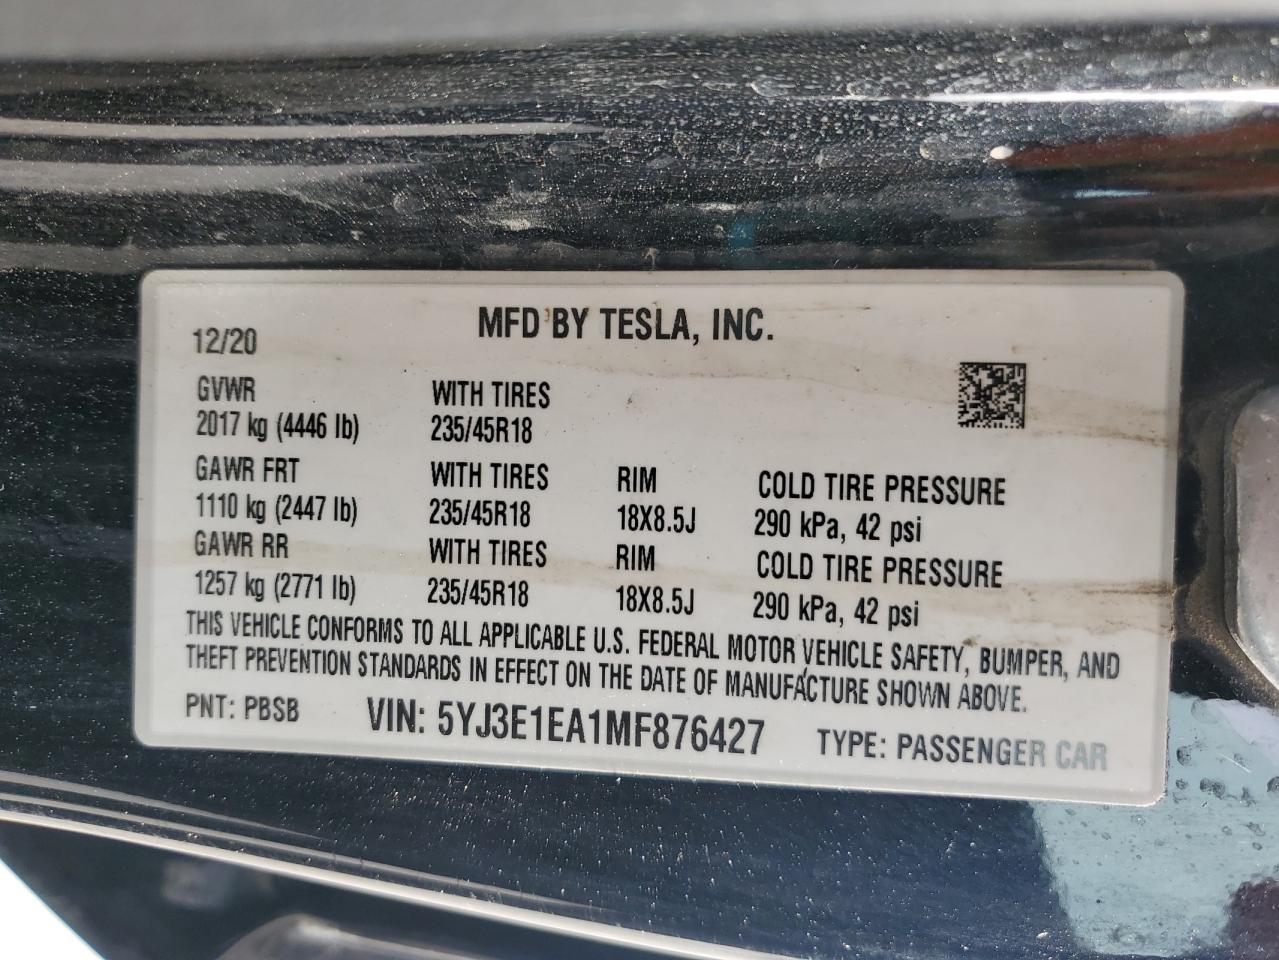 MFD BY TESLA, INC.
12/20
GVWR WITH TIRES
2017 kg (4446 lb) 235/45R18
GAWR FRT WITH TIRES RIM COLD TIRE PRESSURE
1110 kg (2447 lb) 235/45R18 18X8.5J 290 kPa, 42 psi
GAWR RR WITH TIRES RIM COLD TIRE PRESSURE
1257 kg (2771 lb) 235/45R18 18X8.5J 290 kPa, 42 psi
THIS VEHICLE CONFORMS TO ALL APPLICABLE U.S. FEDERAL MOTOR VEHICLE SAFETY, BUMPER, AND
THEFT PREVENTION STANDARDS IN EFFECT ON THE DATE OF MANUFACTURE SHOWN ABOVE.
PNT: PBSB VIN: 5YJ3E1EA1MF876427 TYPE: PASSENGER CAR